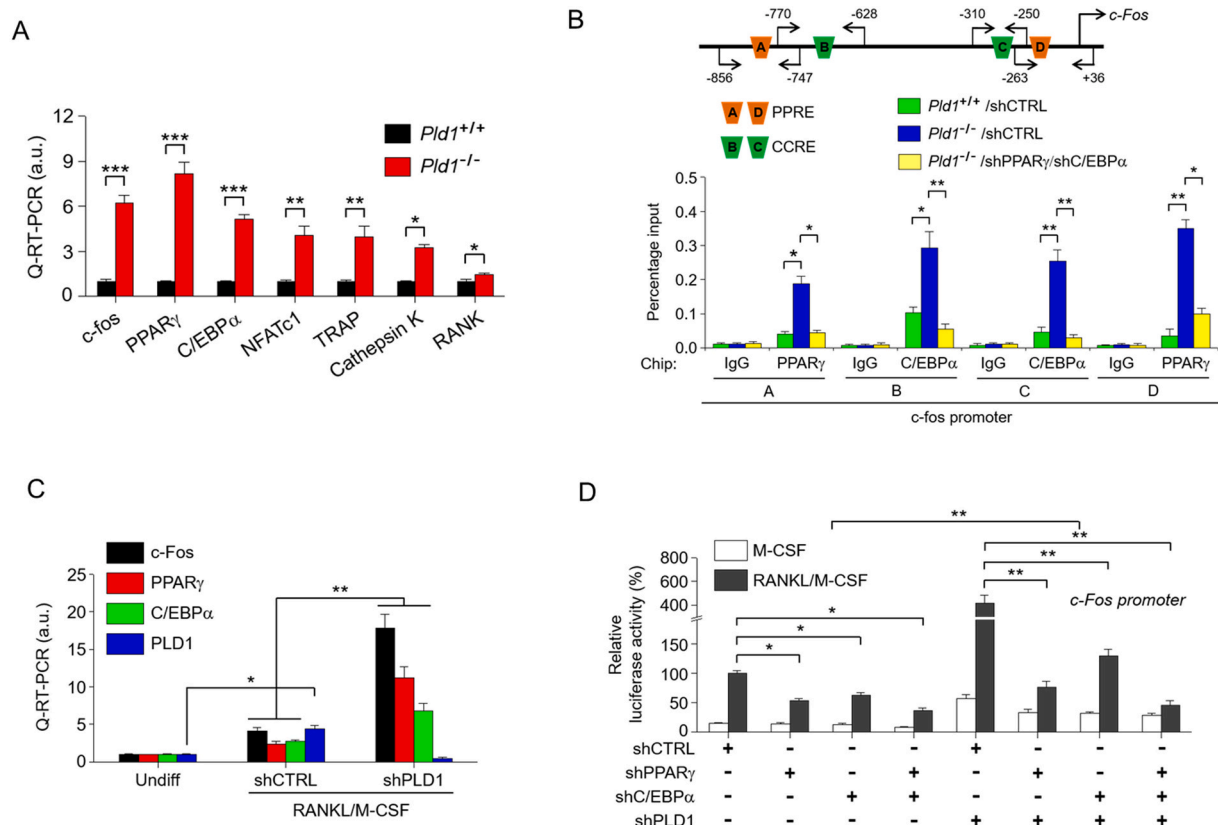 A
Q-RT-PCR (a.u.)
12
9
6
3
0
Pld1+/+
Pld1-/-
***
***
***
**
**
*
*
c-fos
PPARγ
C/EBPα
NFATc1
TRAP
Cathepsin K
RANK
B
-770
-628
-310
-250
c-Fos
A
B
C
D
-856
-747
-263
+36
A D PPRE
B C CCRE
Pld1+/+ /shCTRL
Pld1-/- /shCTRL
Pld1-/- /shPPARγ/shC/EBPα
Percentage input
0.5
0.4
0.3
0.2
0.1
0.0
* *
* **
** **
** *
Chip: IgG PPARγ IgG C/EBPα IgG C/EBPα IgG PPARγ
A B C D
c-fos promoter
C
c-Fos
PPARγ
C/EBPα
PLD1
Q-RT-PCR (a.u.)
25
20
15
10
5
0
**
*
Undiff shCTRL shPLD1
RANKL/M-CSF
D
M-CSF
RANKL/M-CSF
c-Fos promoter
Relative
luciferase activity (%)
800
600
400
200
150
100
50
0
**
**
**
**
*
*
*
shCTRL + - - - + - - -
shPPARγ - + - + - + - +
shC/EBPα - - + + - - + +
shPLD1 - - - - + + + +